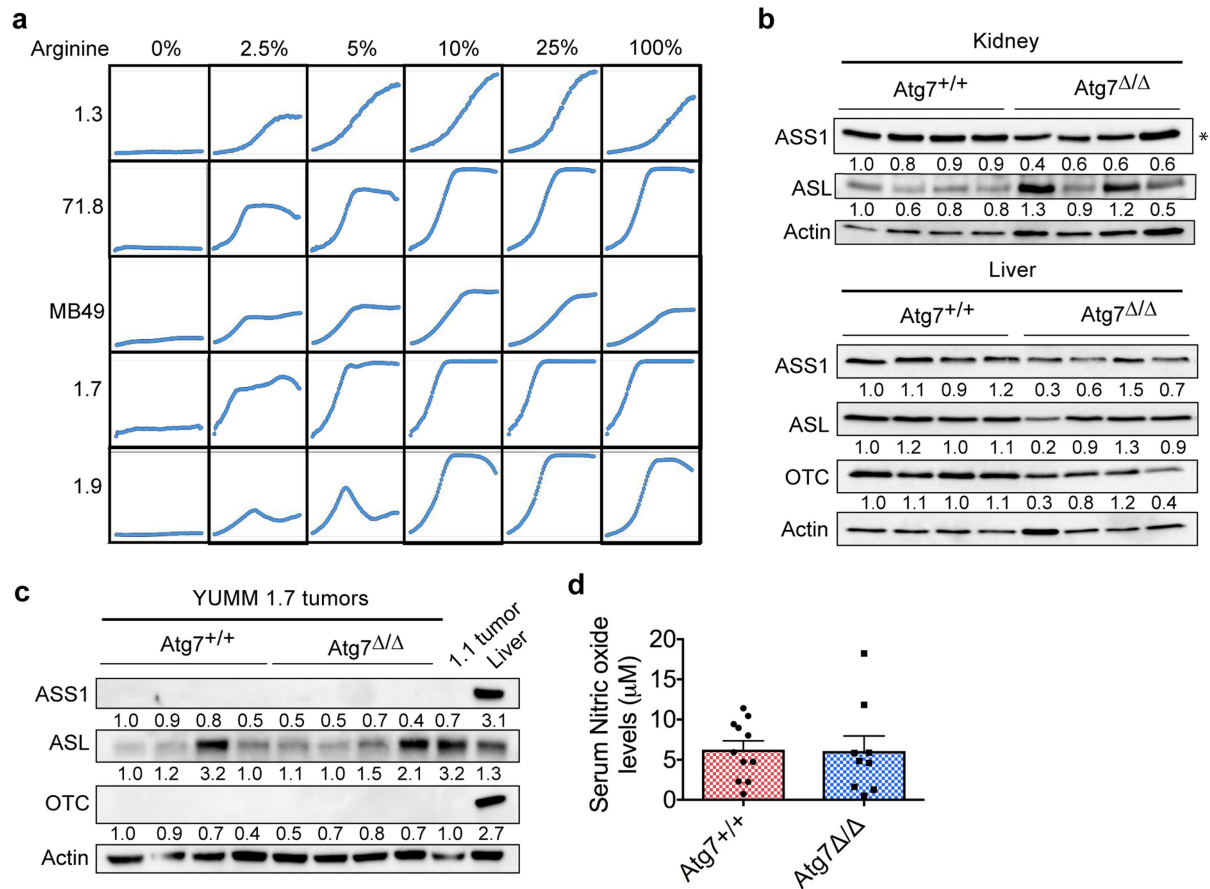 a
Arginine 0% 2.5% 5% 10% 25% 100%
1.3
71.8
MB49
1.7
1.9
b
Kidney
Atg7+/+ Atg7Δ/Δ
ASS1 *
1.0 0.8 0.9 0.9 0.4 0.6 0.6 0.6
ASL
1.0 0.6 0.8 0.8 1.3 0.9 1.2 0.5
Actin
Liver
Atg7+/+ Atg7Δ/Δ
ASS1
1.0 1.1 0.9 1.2 0.3 0.6 1.5 0.7
ASL
1.0 1.2 1.0 1.1 0.2 0.9 1.3 0.9
OTC
1.0 1.1 1.0 1.1 0.3 0.8 1.2 0.4
Actin
c
YUMM 1.7 tumors
Atg7+/+ Atg7Δ/Δ 1.1 tumor Liver
ASS1
1.0 0.9 0.8 0.5 0.5 0.5 0.7 0.4 0.7 3.1
ASL
1.0 1.2 3.2 1.0 1.1 1.0 1.5 2.1 3.2 1.3
OTC
1.0 0.9 0.7 0.4 0.5 0.7 0.8 0.7 1.0 2.7
Actin
d
Serum Nitric oxide
levels (μM)
20
15
10
5
0
Atg7+/+
Atg7Δ/Δ